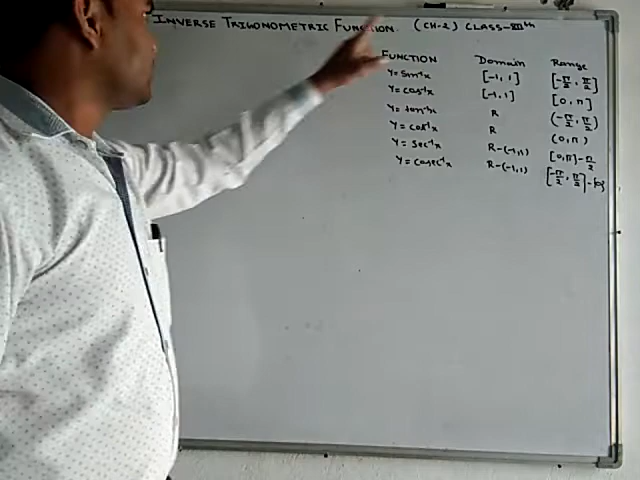 INVERSE TRIGONOMETRIC FUNCTION. (CH-2) CLASS-XIIth
FUNCTION Domain Range
Y = sin⁻¹x [-1, 1] [-π/2, π/2]
Y = cos⁻¹x [-1, 1] [0, π]
Y = tan⁻¹x R (-π/2, π/2)
Y = cot⁻¹x R (0, π)
Y = sec⁻¹x R-(-1,1) [0, π] - π/2
Y = cosec⁻¹x R-(-1,1) [-π/2, π/2] - {0}